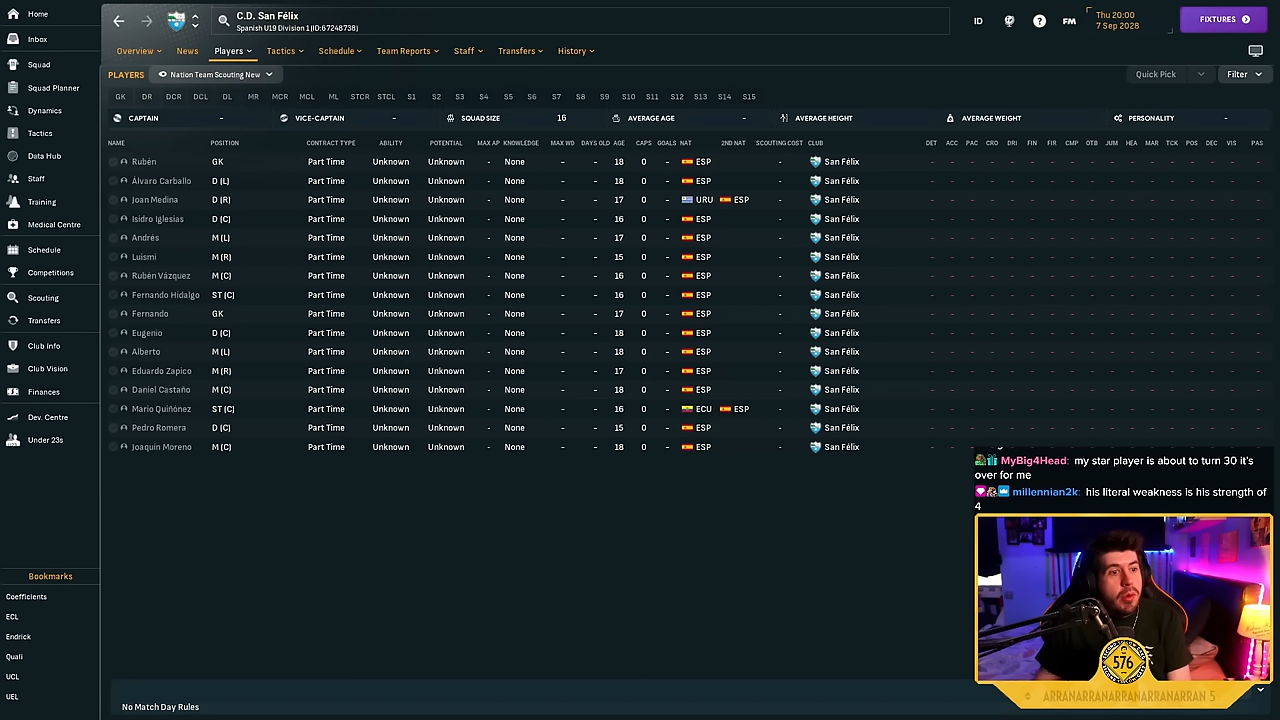 Home
Inbox
Squad
Squad Planner
Dynamics
Tactics
Data Hub
Staff
Training
Medical Centre
Schedule
Competitions
Scouting
Transfers
Club Info
Club Vision
Finances
Dev. Centre
Under 23s
Bookmarks
Coefficients
ECL
Endrick
Quali
UCL
UEL
C.D. San Félix
Spanish U19 Division 1 (ID:67248738)
ID ? FM
Thu 20:00
7 Sep 2028
FIXTURES
Overview News Players Tactics Schedule Team Reports Staff Transfers History
PLAYERS Nation Team Scouting New Quick Pick Filter
GK DR DCR DCL DL MR MCR MCL ML STCR STCL S1 S2 S3 S4 S5 S6 S7 S8 S9 S10 S11 S12 S13 S14 S15
CAPTAIN - VICE-CAPTAIN - SQUAD SIZE 16 AVERAGE AGE - AVERAGE HEIGHT AVERAGE WEIGHT PERSONALITY -
NAME POSITION CONTRACT TYPE ABILITY POTENTIAL MAX AP KNOWLEDGE MAX WD DAYS OLD AGE CAPS GOALS NAT 2ND NAT SCOUTING COST CLUB DET ACC PAC CRO DRI FIN FIR CMP OTB JUM HEA MAR TCK POS DEC VIS PAS
Rubén GK Part Time Unknown Unknown - None - - 18 0 - ESP - San Félix - - - - - - - - - - - - - - - - -
Álvaro Carballo D (L) Part Time Unknown Unknown - None - - 18 0 - ESP - San Félix - - - - - - - - - - - - - - - - -
Joan Medina D (R) Part Time Unknown Unknown - None - - 17 0 - URU ESP - San Félix - - - - - - - - - - - - - - - - -
Isidro Iglesias D (C) Part Time Unknown Unknown - None - - 16 0 - ESP - San Félix - - - - - - - - - - - - - - - - -
Andrés M (L) Part Time Unknown Unknown - None - - 17 0 - ESP - San Félix - - - - - - - - - - - - - - - - -
Luismi M (R) Part Time Unknown Unknown - None - - 15 0 - ESP - San Félix - - - - - - - - - - - - - - - - -
Rubén Vázquez M (C) Part Time Unknown Unknown - None - - 16 0 - ESP - San Félix - - - - - - - - - - - - - - - - -
Fernando Hidalgo ST (C) Part Time Unknown Unknown - None - - 16 0 - ESP - San Félix - - - - - - - - - - - - - - - - -
Fernando GK Part Time Unknown Unknown - None - - 17 0 - ESP - San Félix - - - - - - - - - - - - - - - - -
Eugenio D (C) Part Time Unknown Unknown - None - - 18 0 - ESP - San Félix - - - - - - - - - - - - - - - - -
Alberto M (L) Part Time Unknown Unknown - None - - 18 0 - ESP - San Félix - - - - - - - - - - - - - - - - -
Eduardo Zapico M (R) Part Time Unknown Unknown - None - - 17 0 - ESP - San Félix - - - - - - - - - - - - - - - - -
Daniel Castaño M (C) Part Time Unknown Unknown - None - - 18 0 - ESP - San Félix - - - - - - - - - - - - - - - - -
Mario Quiñónez ST (C) Part Time Unknown Unknown - None - - 16 0 - ECU ESP - San Félix - - - - - - - - - - - - - - - - -
Pedro Romera D (C) Part Time Unknown Unknown - None - - 15 0 - ESP - San Félix - - - - - - - - - - - - - - - - -
Joaquín Moreno M (C) Part Time Unknown Unknown - None - - 18 0 - ESP - San Félix - - - - - - - - - - - - - - - - -
MyBig4Head: my star player is about to turn 30 it's
over for me
millennian2k: his literal weakness is his strength of
4
576
ARRANARRANARRANARRANARRAN 5
No Match Day Rules